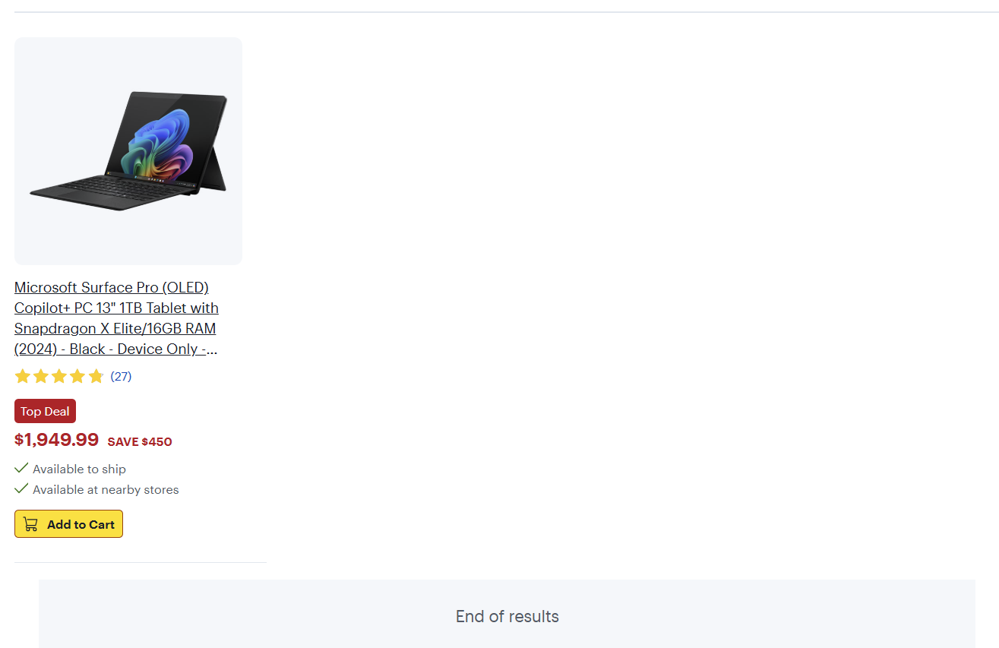 Microsoft Surface Pro (OLED)
Copilot+ PC 13" 1TB Tablet with
Snapdragon X Elite/16GB RAM
(2024) - Black - Device Only -...
(27)
Top Deal
$1,949.99 SAVE $450
Available to ship
Available at nearby stores
Add to Cart
End of results